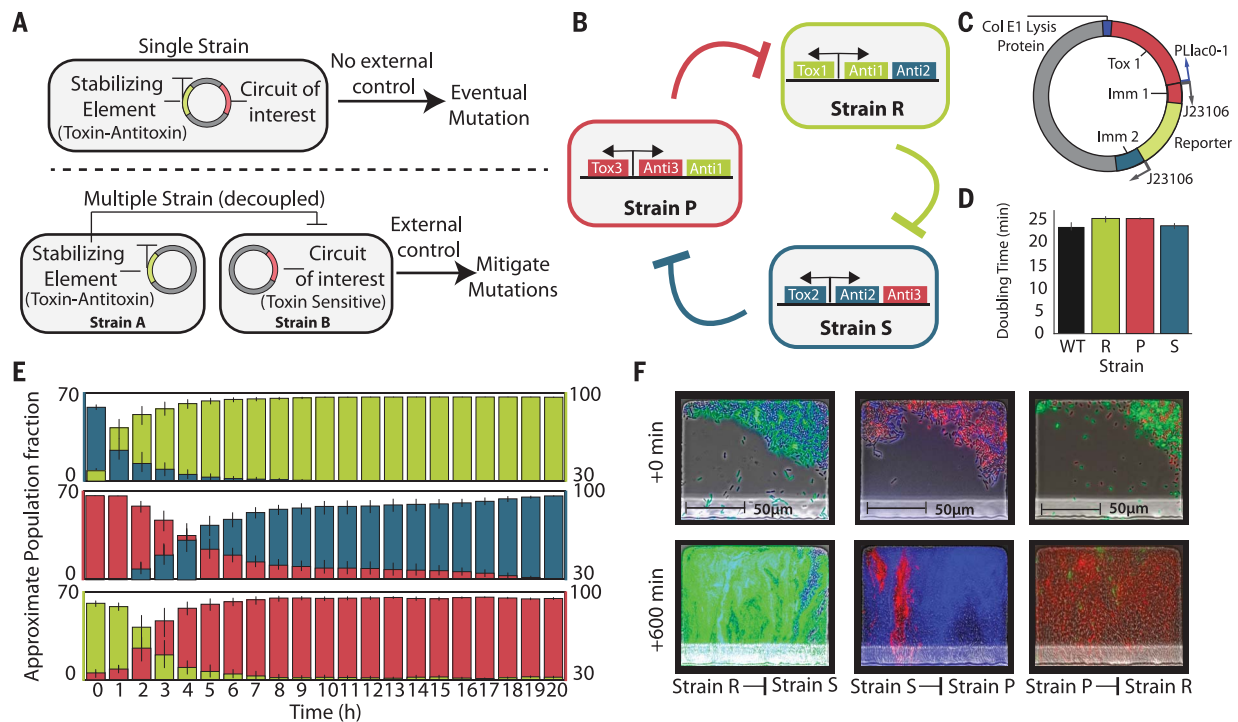 A
Single Strain
Stabilizing
Element
(Toxin-Antitoxin)
Circuit of
interest
No external
control
Eventual
Mutation
Multiple Strain (decoupled)
Stabilizing
Element
(Toxin-Antitoxin)
Strain A
Circuit
of interest
(Toxin Sensitive)
Strain B
External
control
Mitigate
Mutations
B
Tox1 Anti1 Anti2
Strain R
Tox3 Anti3 Anti1
Strain P
Tox2 Anti2 Anti3
Strain S
C
Col E1 Lysis
Protein
PLlac0-1
Tox 1
Imm 1
J23106
Imm 2
Reporter
J23106
D
Doubling Time (min)
25
20
15
10
5
0
WT R P S
Strain
E
Approximate Population fraction
70 100
0 30
70 100
0 30
70 100
0 30
0 1 2 3 4 5 6 7 8 9 10 11 12 13 14 15 16 17 18 19 20
Time (h)
F
+0 min
50µm 50µm 50µm
+600 min
Strain R Strain S Strain S Strain P Strain P Strain R